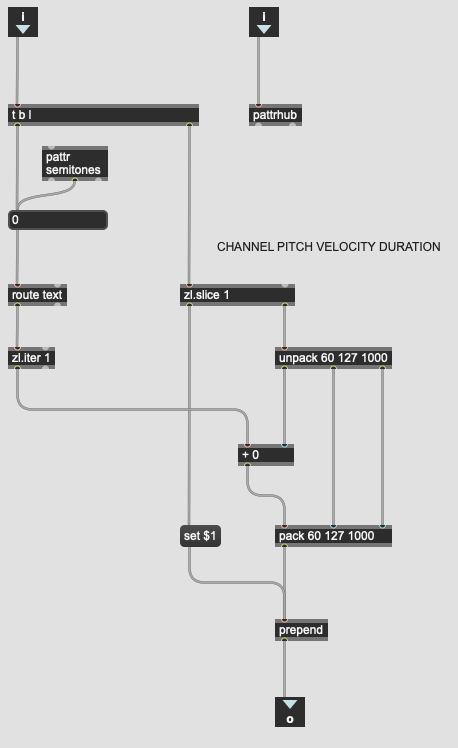 i
i
t b l
pattrhub
pattr
semitones
0
CHANNEL PITCH VELOCITY DURATION
route text
zl.slice 1
zl.iter 1
unpack 60 127 1000
+ 0
set $1
pack 60 127 1000
prepend
o